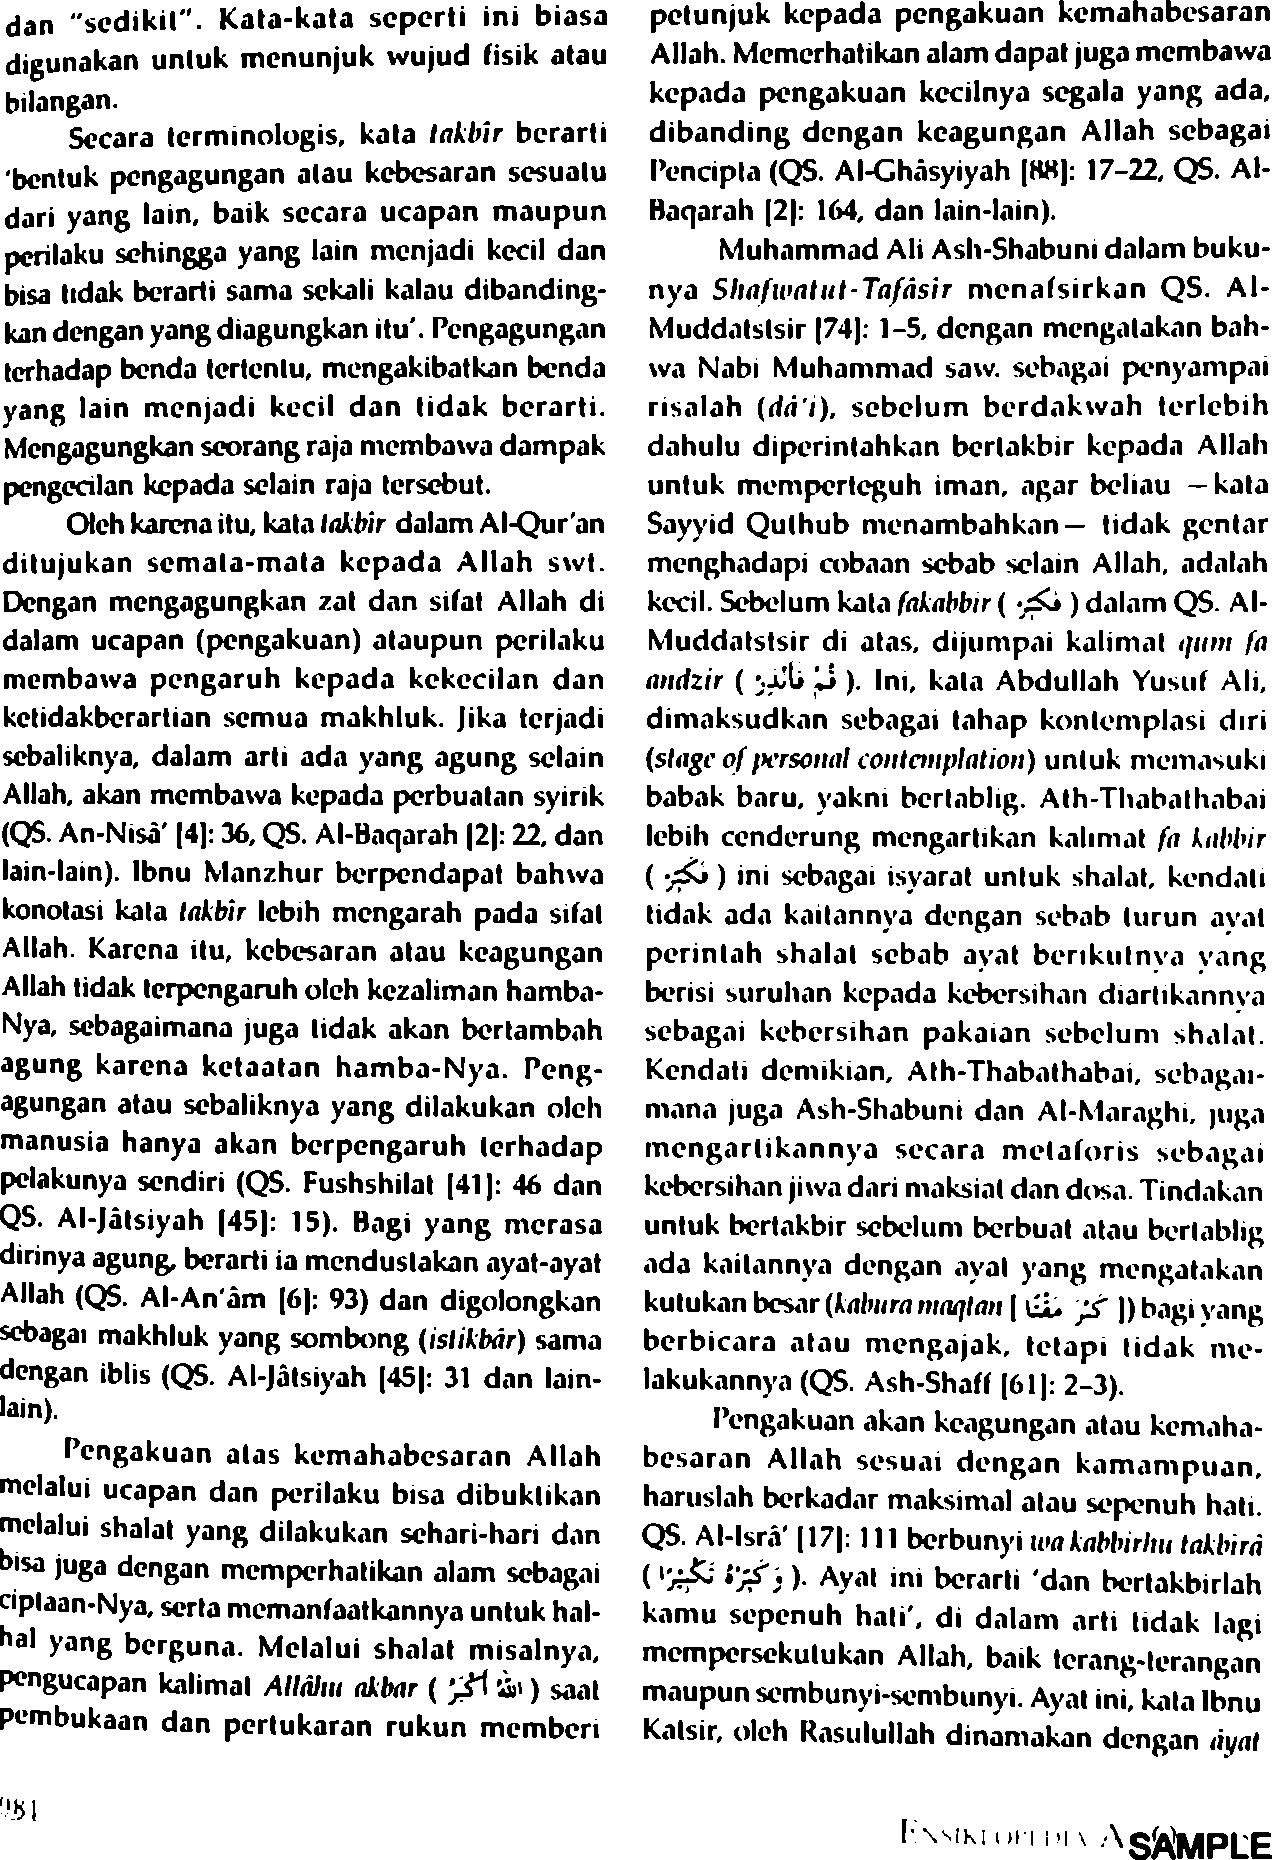 dan "sedikit". Kata-kata seperti ini biasa
digunakan untuk menunjuk wujud fisik atau
bilangan.
Secara terminologis, kata takbîr berarti
'bentuk pengagungan atau kebesaran sesuatu
dari yang lain, baik secara ucapan maupun
perilaku sehingga yang lain menjadi kecil dan
bisa tidak berarti sama sekali kalau dibanding-
kan dengan yang diagungkan itu'. Pengagungan
terhadap benda tertentu, mengakibatkan benda
yang lain menjadi kecil dan tidak berarti.
Mengagungkan seorang raja membawa dampak
pengecilan kepada selain raja tersebut.
Oleh karena itu, kata takbîr dalam Al-Qur'an
ditujukan semata-mata kepada Allah swt.
Dengan mengagungkan zat dan sifat Allah di
dalam ucapan (pengakuan) ataupun perilaku
membawa pengaruh kepada kekecilan dan
ketidakberartian semua makhluk. Jika terjadi
sebaliknya, dalam arti ada yang agung selain
Allah, akan membawa kepada perbuatan syirik
(QS. An-Nisâ' [4]: 36, QS. Al-Baqarah [2]: 22, dan
lain-lain). Ibnu Manzhur berpendapat bahwa
konotasi kata takbîr lebih mengarah pada sifat
Allah. Karena itu, kebesaran atau keagungan
Allah tidak terpengaruh oleh kezaliman hamba-
Nya, sebagaimana juga tidak akan bertambah
agung karena ketaatan hamba-Nya. Peng-
agungan atau sebaliknya yang dilakukan oleh
manusia hanya akan berpengaruh terhadap
pelakunya sendiri (QS. Fushshilat [41]: 46 dan
QS. Al-Jâtsiyah [45]: 15). Bagi yang merasa
dirinya agung, berarti ia mendustakan ayat-ayat
Allah (QS. Al-An'âm [6]: 93) dan digolongkan
sebagai makhluk yang sombong (istikbâr) sama
dengan iblis (QS. Al-Jâtsiyah [45]: 31 dan lain-
lain).
Pengakuan atas kemahabesaran Allah
melalui ucapan dan perilaku bisa dibuktikan
melalui shalat yang dilakukan sehari-hari dan
bisa juga dengan memperhatikan alam sebagai
ciptaan-Nya, serta memanfaatkannya untuk hal-
hal yang berguna. Melalui shalat misalnya,
pengucapan kalimat Allâhu akbar ( اللهُ أَكْبَرُ ) saat
pembukaan dan pertukaran rukun memberi
petunjuk kepada pengakuan kemahabesaran
Allah. Memerhatikan alam dapat juga membawa
kepada pengakuan kecilnya segala yang ada,
dibanding dengan keagungan Allah sebagai
Pencipta (QS. Al-Ghâsyiyah [88]: 17–22, QS. Al-
Baqarah [2]: 164, dan lain-lain).
Muhammad Ali Ash-Shabuni dalam buku-
nya Shafwatut-Tafâsir menafsirkan QS. Al-
Muddatstsir [74]: 1–5, dengan mengatakan bah-
wa Nabi Muhammad saw. sebagai penyampai
risalah (dâ'i), sebelum berdakwah terlebih
dahulu diperintahkan bertakbir kepada Allah
untuk memperteguh iman, agar beliau —kata
Sayyid Quthub menambahkan— tidak gentar
menghadapi cobaan sebab selain Allah, adalah
kecil. Sebelum kata fakabbir ( فَكَبِّرْ ) dalam QS. Al-
Muddatstsir di atas, dijumpai kalimat qum fa
andzir ( قُمْ فَأَنْذِرْ ). Ini, kata Abdullah Yusuf Ali,
dimaksudkan sebagai tahap kontemplasi diri
(stage of personal contemplation) untuk memasuki
babak baru, yakni bertablig. Ath-Thabathabai
lebih cenderung mengartikan kalimat fa kabbir
( فَكَبِّرْ ) ini sebagai isyarat untuk shalat, kendati
tidak ada kaitannya dengan sebab turun ayat
perintah shalat sebab ayat berikutnya yang
berisi suruhan kepada kebersihan diartikannya
sebagai kebersihan pakaian sebelum shalat.
Kendati demikian, Ath-Thabathabai, sebagai-
mana juga Ash-Shabuni dan Al-Maraghi, juga
mengartikannya secara metaforis sebagai
kebersihan jiwa dari maksiat dan dosa. Tindakan
untuk bertakbir sebelum berbuat atau bertablig
ada kaitannya dengan ayat yang mengatakan
kutukan besar (kabura maqtan [ كَبُرَ مَقْتًا ]) bagi yang
berbicara atau mengajak, tetapi tidak me-
lakukannya (QS. Ash-Shaff [61]: 2–3).
Pengakuan akan keagungan atau kemaha-
besaran Allah sesuai dengan kamampuan,
haruslah berkadar maksimal atau sepenuh hati.
QS. Al-Isrâ' [17]: 111 berbunyi wa kabbirhu takbirâ
( وَكَبِّرْهُ تَكْبِيرًا ). Ayat ini berarti 'dan bertakbirlah
kamu sepenuh hati', di dalam arti tidak lagi
mempersekutukan Allah, baik terang-terangan
maupun sembunyi-sembunyi. Ayat ini, kata Ibnu
Katsir, oleh Rasulullah dinamakan dengan âyat
981
ENSIKLOPEDIA
SAMPLE